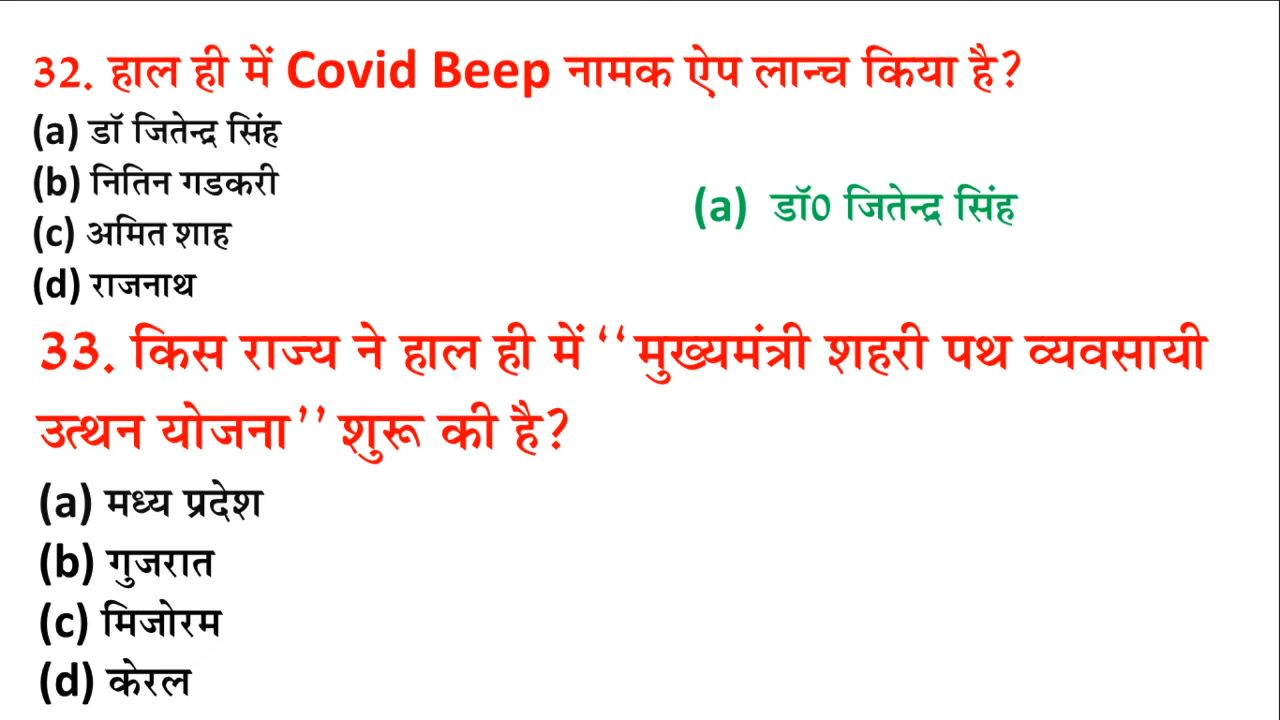 32. हाल ही में Covid Beep नामक ऐप लान्च किया है?
(a) डॉ जितेन्द्र सिंह
(b) नितिन गडकरी
(a) डॉ0 जितेन्द्र सिंह
(c) अमित शाह
(d) राजनाथ
33. किस राज्य ने हाल ही में ‘‘मुख्यमंत्री शहरी पथ व्यवसायी
उत्थन योजना’’ शुरू की है?
(a) मध्य प्रदेश
(b) गुजरात
(c) मिजोरम
(d) केरल